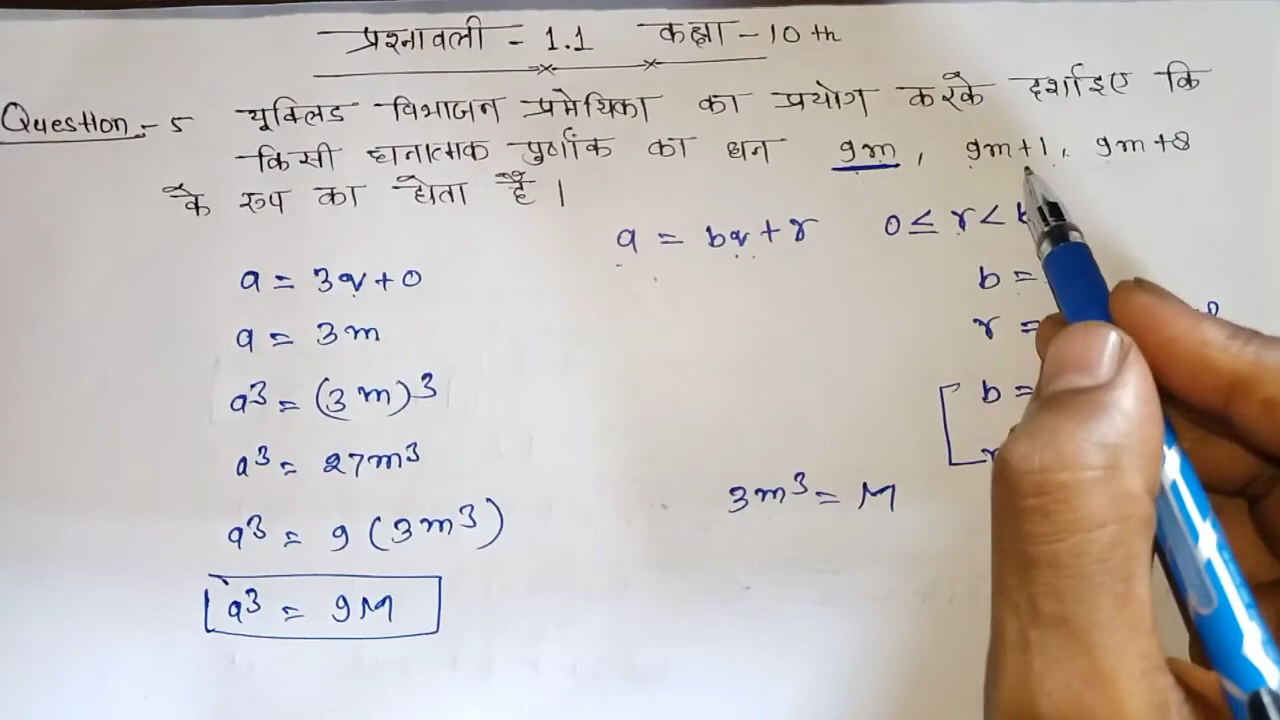 प्रश्नावली - 1.1 कक्षा - 10 th
Question :- 5 यूक्लिड विभाजन प्रमेयिका का प्रयोग करके दर्शाइए कि
किसी धनात्मक पूर्णांक का घन 9m, 9m+1, 9m+8
के रूप का होता है ।
a = bq + r 0 ≤ r <
a = 3q + 0
b =
a = 3m
r =
a³ = (3m)³
b =
a³ = 27m³
3m³ = M
a³ = 9(3m³)
a³ = 9M